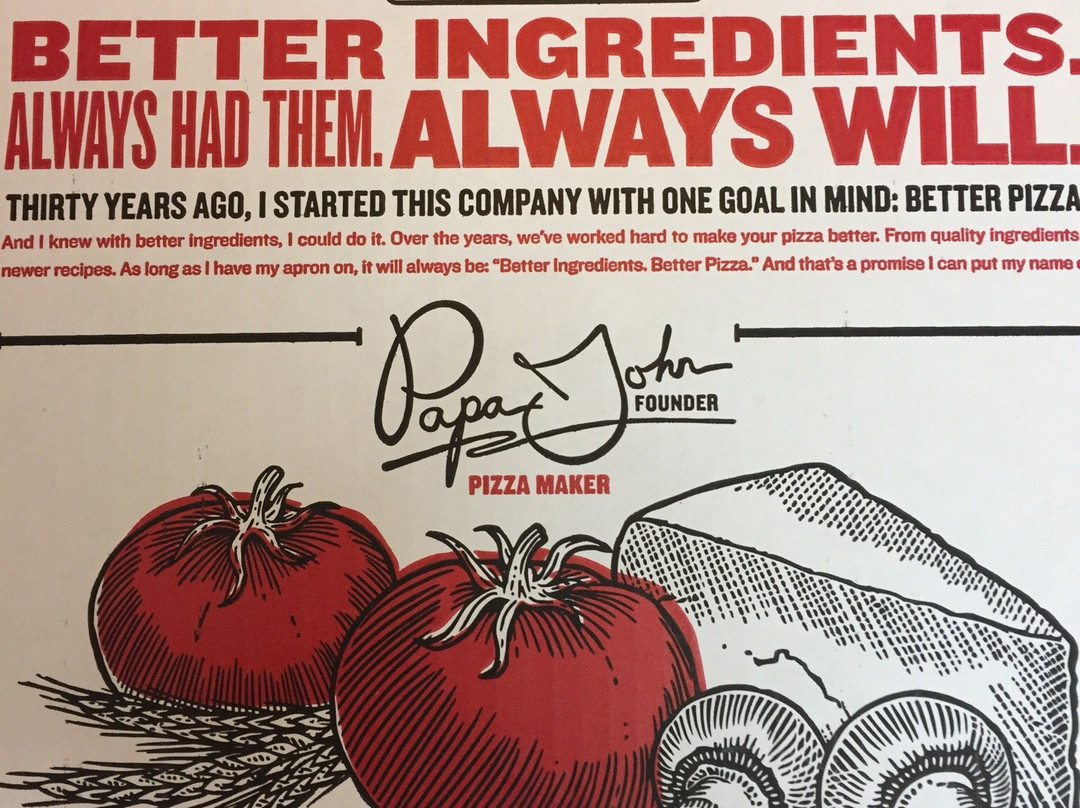 BETTER INGREDIENTS.
ALWAYS HAD THEM. ALWAYS WILL.
THIRTY YEARS AGO, I STARTED THIS COMPANY WITH ONE GOAL IN MIND: BETTER PIZZA
And I knew with better ingredients, I could do it. Over the years, we've worked hard to make your pizza better. From quality ingredients
newer recipes. As long as I have my apron on, it will always be: “Better Ingredients. Better Pizza.” And that's a promise I can put my name
Papa John
FOUNDER
PIZZA MAKER